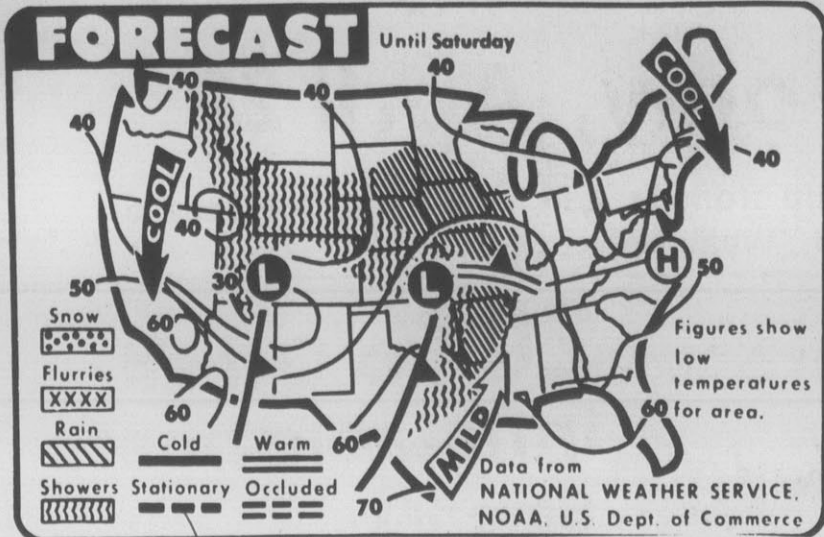 FORECAST
Until Saturday
40
40
40
40
COOL
COOL
40
40
30
50
L
L
H
50
60
60
60
60
70
MILD
Snow
Flurries
XXXX
Rain
Showers
Cold
Warm
Stationary
Occluded
Figures show
low
temperatures
for area.
Data from
NATIONAL WEATHER SERVICE,
NOAA, U.S. Dept. of Commerce